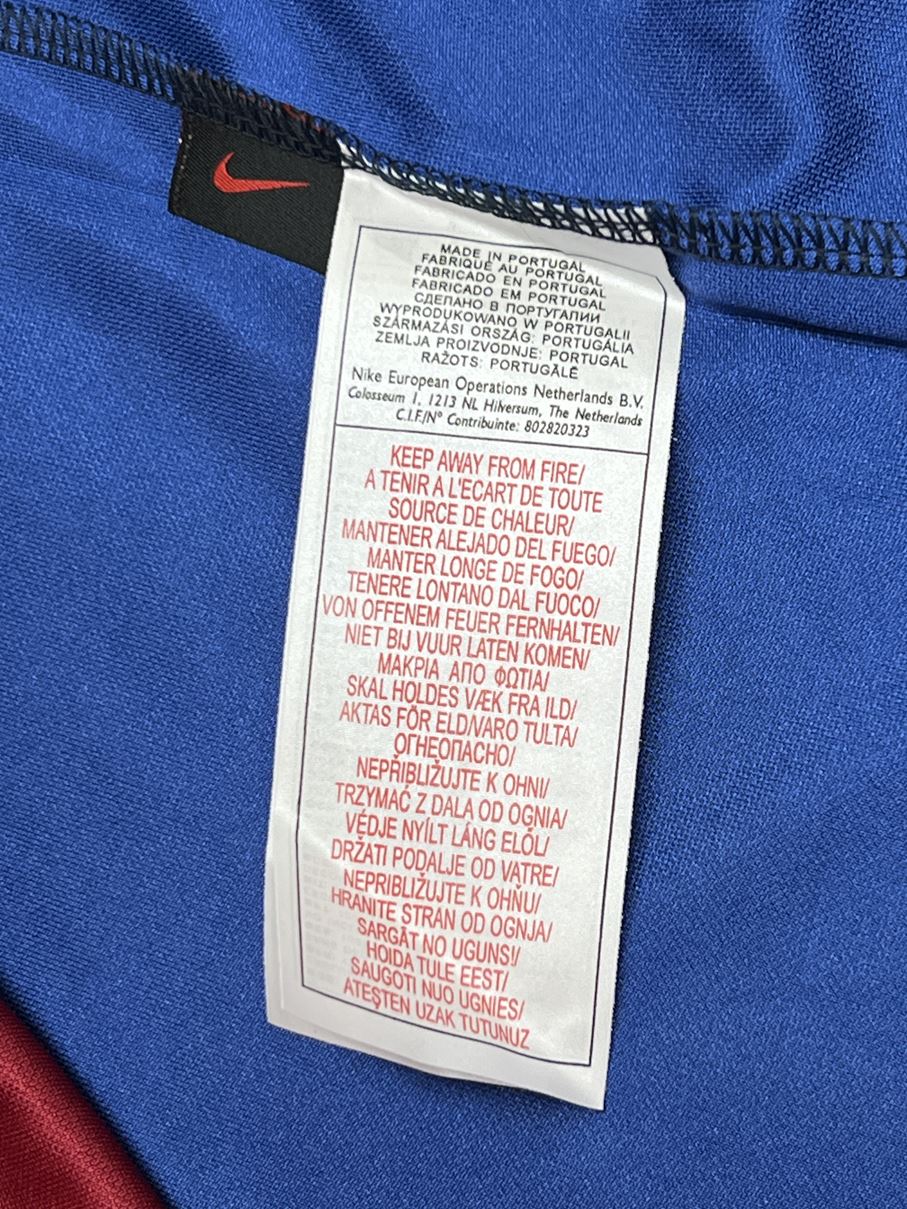 MADE IN PORTUGAL
FABRIQUÉ AU PORTUGAL
FABRICADO EN PORTUGAL
FABRICADO EM PORTUGAL
СДЕЛАНО В ПОРТУГАЛИИ
WYPRODUKOWANO W PORTUGALII
SZÁRMAZÁSI ORSZÁG: PORTUGÁLIA
ZEMLJA PROIZVODNJE: PORTUGAL
RAŽOTS: PORTUGĀLĒ
Nike European Operations Netherlands B.V.
Colosseum 1, 1213 NL Hilversum, The Netherlands
C.I.F./Nº Contribuinte: 802820323
KEEP AWAY FROM FIRE/
A TENIR A L'ECART DE TOUTE
SOURCE DE CHALEUR/
MANTENER ALEJADO DEL FUEGO/
MANTER LONGE DE FOGO/
TENERE LONTANO DAL FUOCO/
VON OFFENEM FEUER FERNHALTEN/
NIET BIJ VUUR LATEN KOMEN/
ΜΑΚΡΙΑ ΑΠΟ ΦΩΤΙΑ/
SKAL HOLDES VÆK FRA ILD/
AKTAS FÖR ELD/VARO TULTA/
ОГНЕОПАСНО/
NEPŘIBLIŽUJTE K OHNI/
TRZYMAĆ Z DALA OD OGNIA/
VÉDJE NYÍLT LÁNG ELŐL/
DRŽATI PODALJE OD VATRE/
NEPRIBLIŽUJTE K OHŇU/
HRANITE STRAN OD OGNJA/
SARGĀT NO UGUNS!/
HOIDA TULE EEST/
SAUGOTI NUO UGNIES/
ATEŞTEN UZAK TUTUNUZ